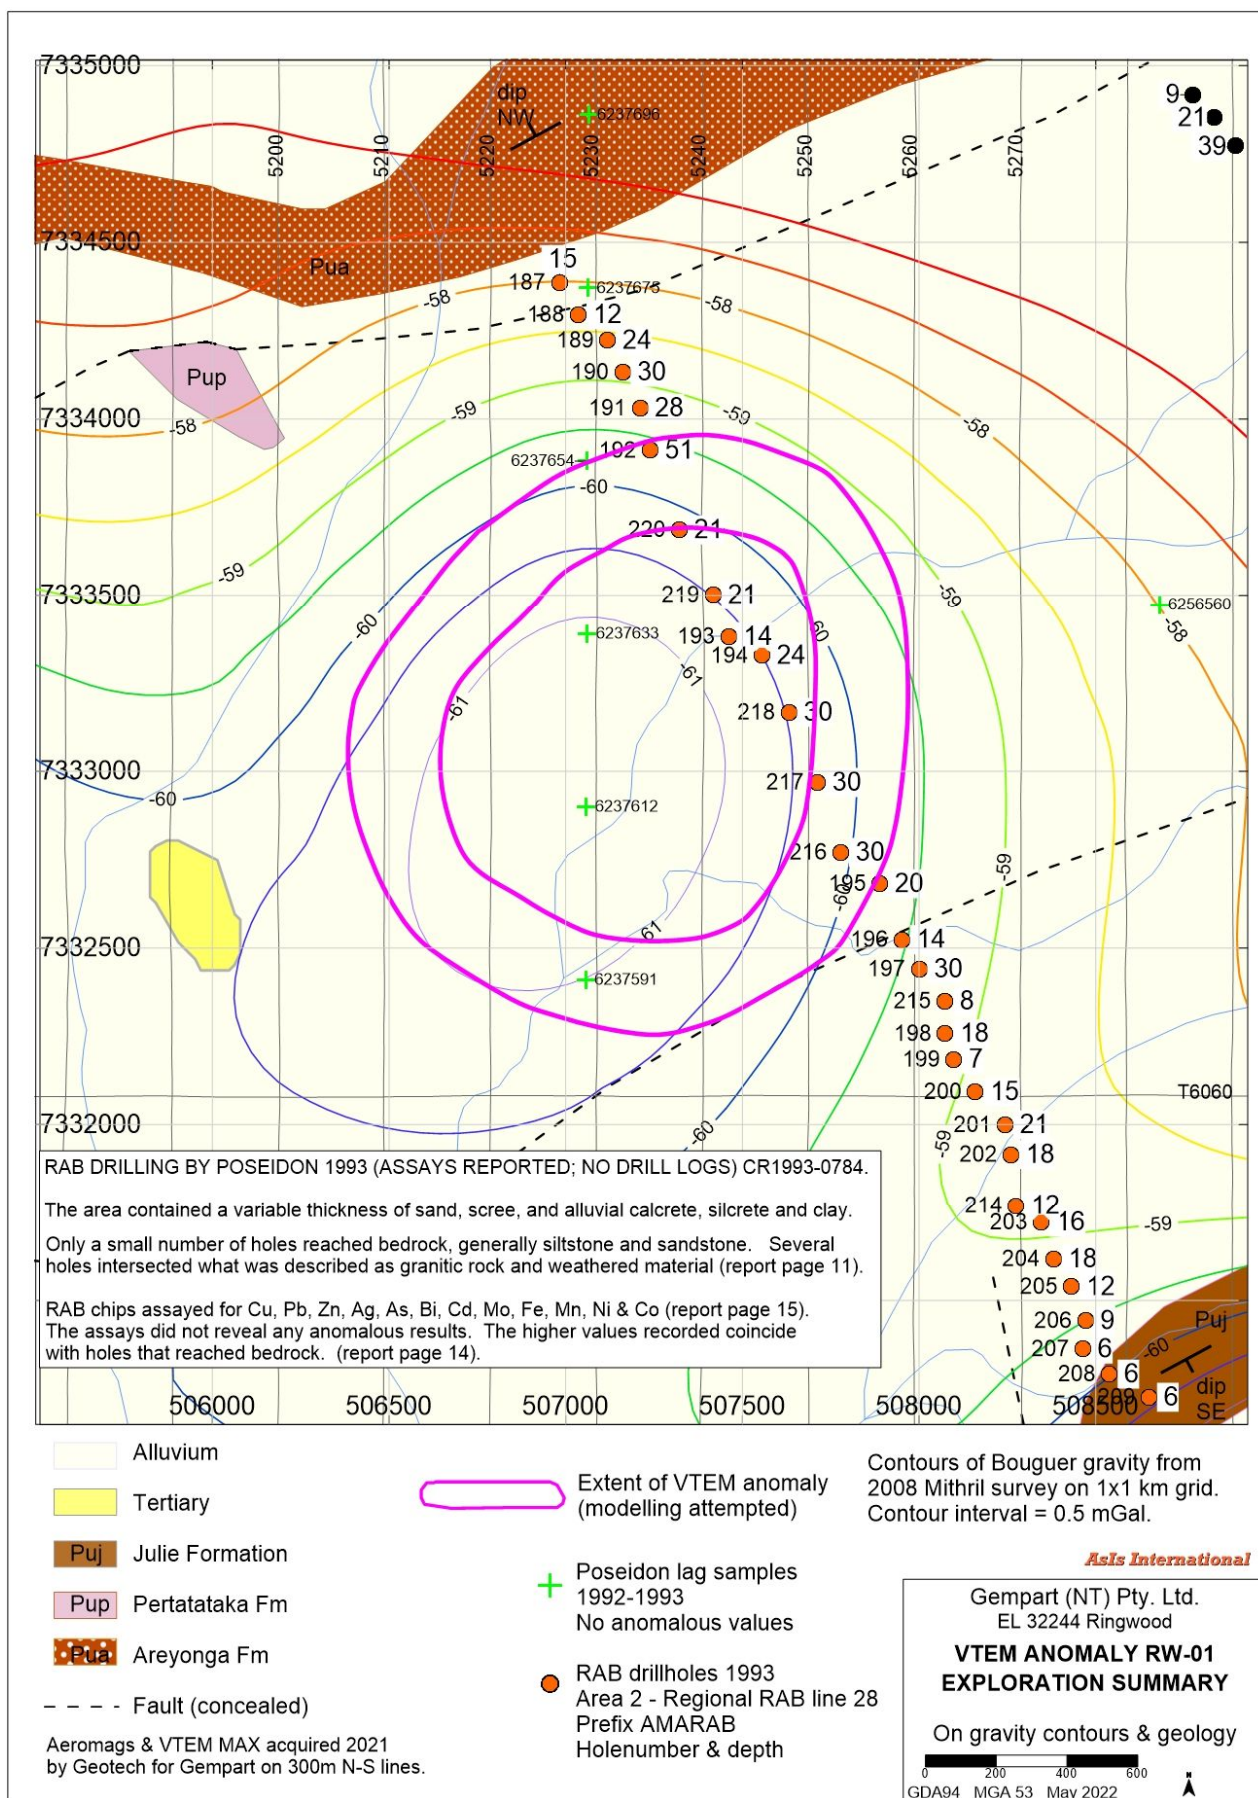 7335000
dip
NW
6237696
9
21
39
5200
5210
5220
5230
5240
5250
5260
5270
7334500
Pua
15
187
6237675
-58
-58
188 12
189 24
190 30
Pup
-59
-59
191 28
7334000
-58
-58
192 51
6237654
-60
220 21
-59
7333500
219 21
-59
6237633
193 14
194 24
-60
-60
6256560
-58
-61
-61
218 30
7333000
217 30
-60
6237612
216 30
195 20
-59
-60
7332500
61
196 14
197 30
6237591
215 8
198 18
199 7
200 15
T6060
7332000
201 21
-60
-59
202 18
RAB DRILLING BY POSEIDON 1993 (ASSAYS REPORTED; NO DRILL LOGS) CR1993-0784.
The area contained a variable thickness of sand, scree, and alluvial calcrete, silcrete and clay.
Only a small number of holes reached bedrock, generally siltstone and sandstone. Several
holes intersected what was described as granitic rock and weathered material (report page 11).
RAB chips assayed for Cu, Pb, Zn, Ag, As, Bi, Cd, Mo, Fe, Mn, Ni & Co (report page 15).
The assays did not reveal any anomalous results. The higher values recorded coincide
with holes that reached bedrock. (report page 14).
214 12
203 16
-59
204 18
205 12
206 9
Puj
207 6
-60
208 6
209 6
dip
SE
506000
506500
507000
507500
508000
508500
Alluvium
Tertiary
Puj Julie Formation
Pup Pertatataka Fm
Pua Areyonga Fm
Fault (concealed)
Aeromags & VTEM MAX acquired 2021
by Geotech for Gempart on 300m N-S lines.
Extent of VTEM anomaly
(modelling attempted)
Poseidon lag samples
1992-1993
No anomalous values
RAB drillholes 1993
Area 2 - Regional RAB line 28
Prefix AMARAB
Holenumber & depth
Contours of Bouguer gravity from
2008 Mithril survey on 1x1 km grid.
Contour interval = 0.5 mGal.
AsIs International
Gempart (NT) Pty. Ltd.
EL 32244 Ringwood
VTEM ANOMALY RW-01
EXPLORATION SUMMARY
On gravity contours & geology
0 200 400 600
GDA94 MGA 53 May 2022
N